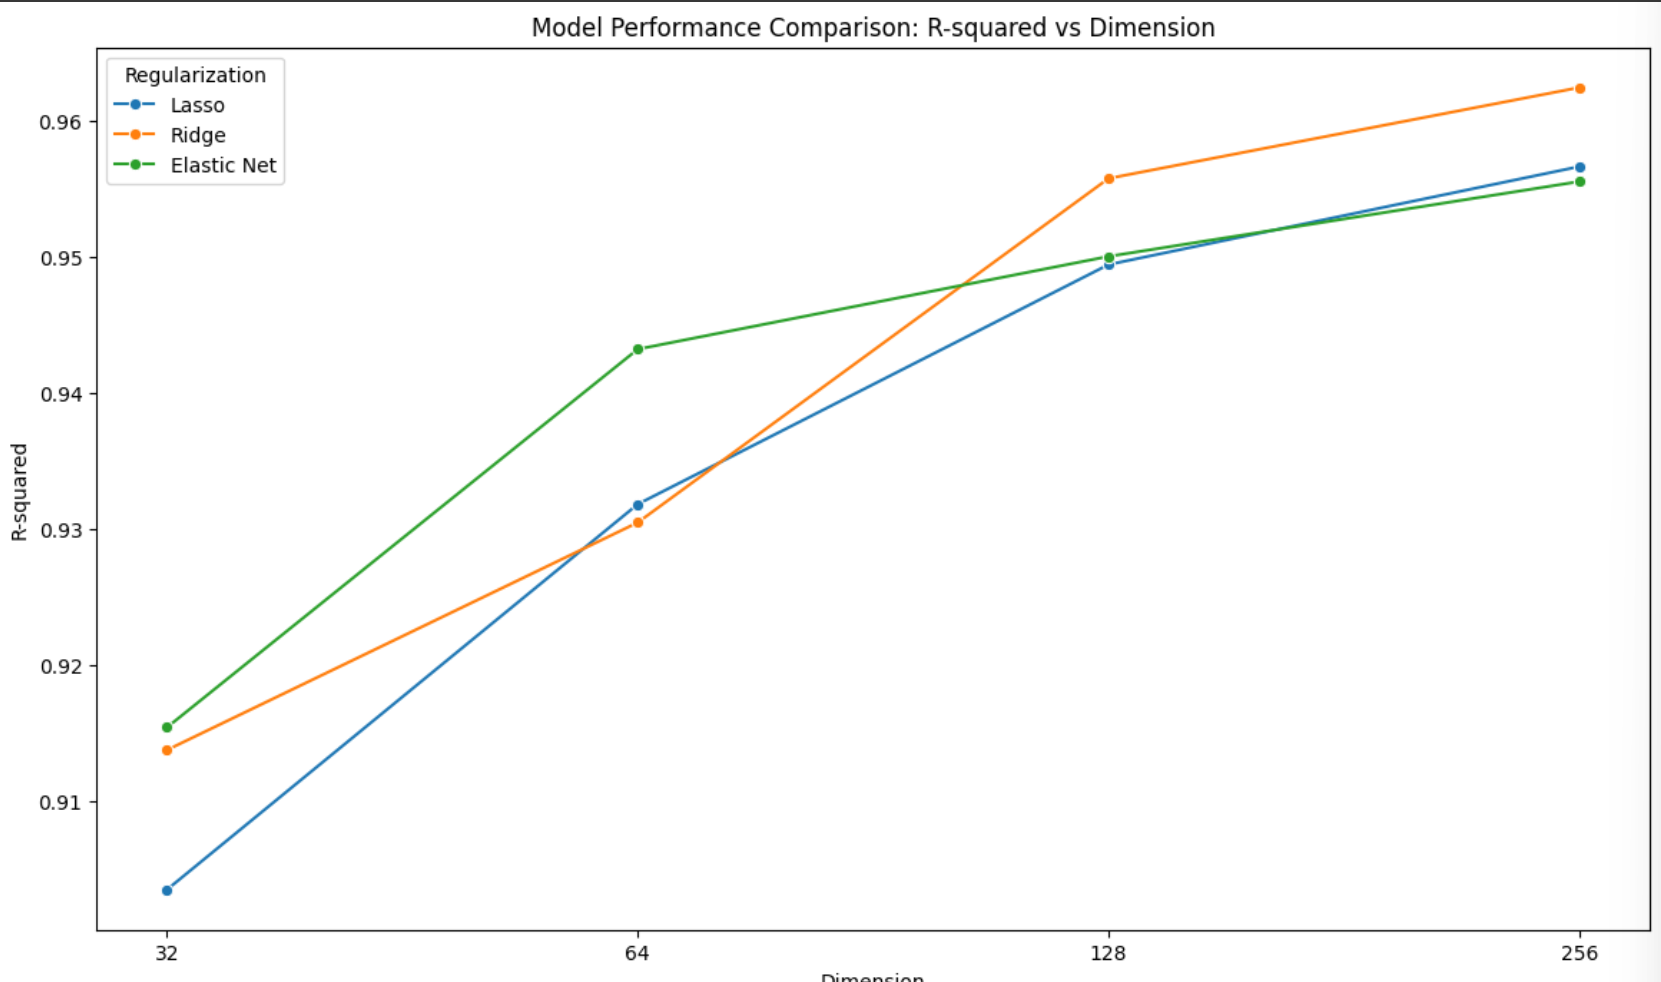 Model Performance Comparison: R-squared vs Dimension
Regularization
Lasso
Ridge
Elastic Net
R-squared
0.96
0.95
0.94
0.93
0.92
0.91
32
64
128
256
Dimension